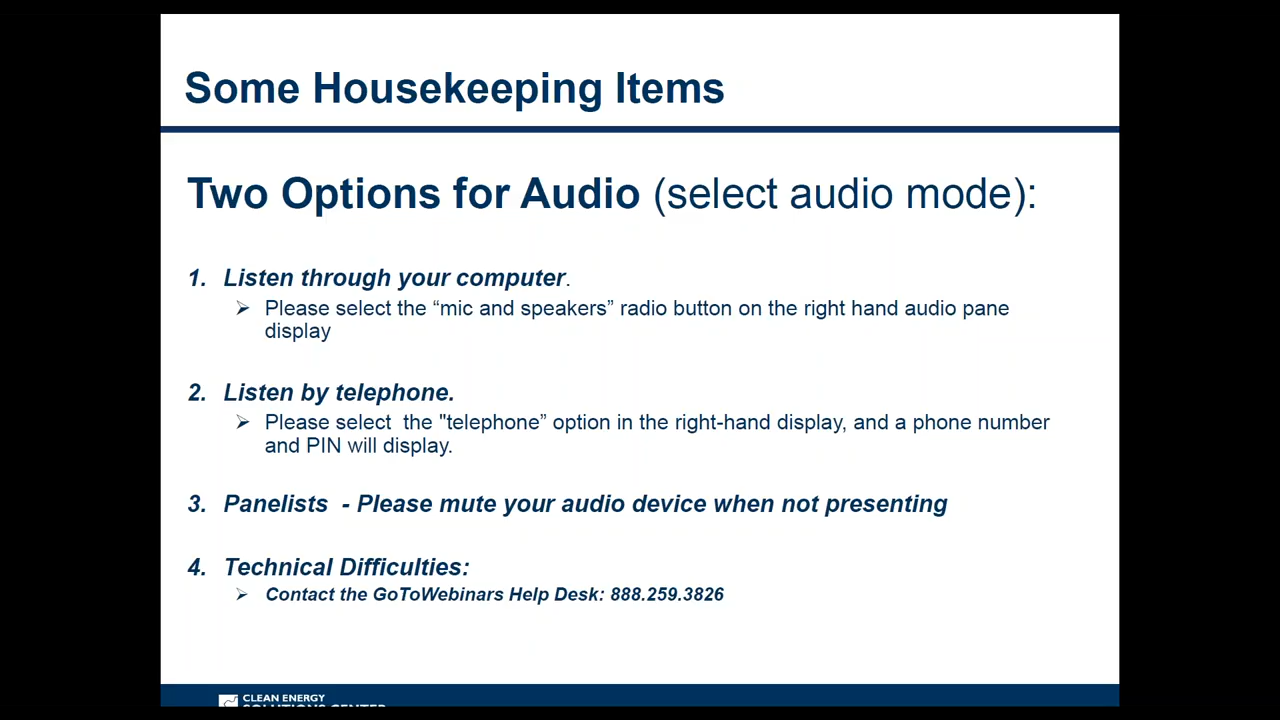 Some Housekeeping Items
Two Options for Audio (select audio mode):
1. Listen through your computer.
➢ Please select the “mic and speakers” radio button on the right hand audio pane
display
2. Listen by telephone.
➢ Please select  the "telephone” option in the right-hand display, and a phone number
and PIN will display.
3. Panelists  - Please mute your audio device when not presenting
4. Technical Difficulties:
➢ Contact the GoToWebinars Help Desk: 888.259.3826
CLEAN ENERGY
SOLUTIONS CENTER